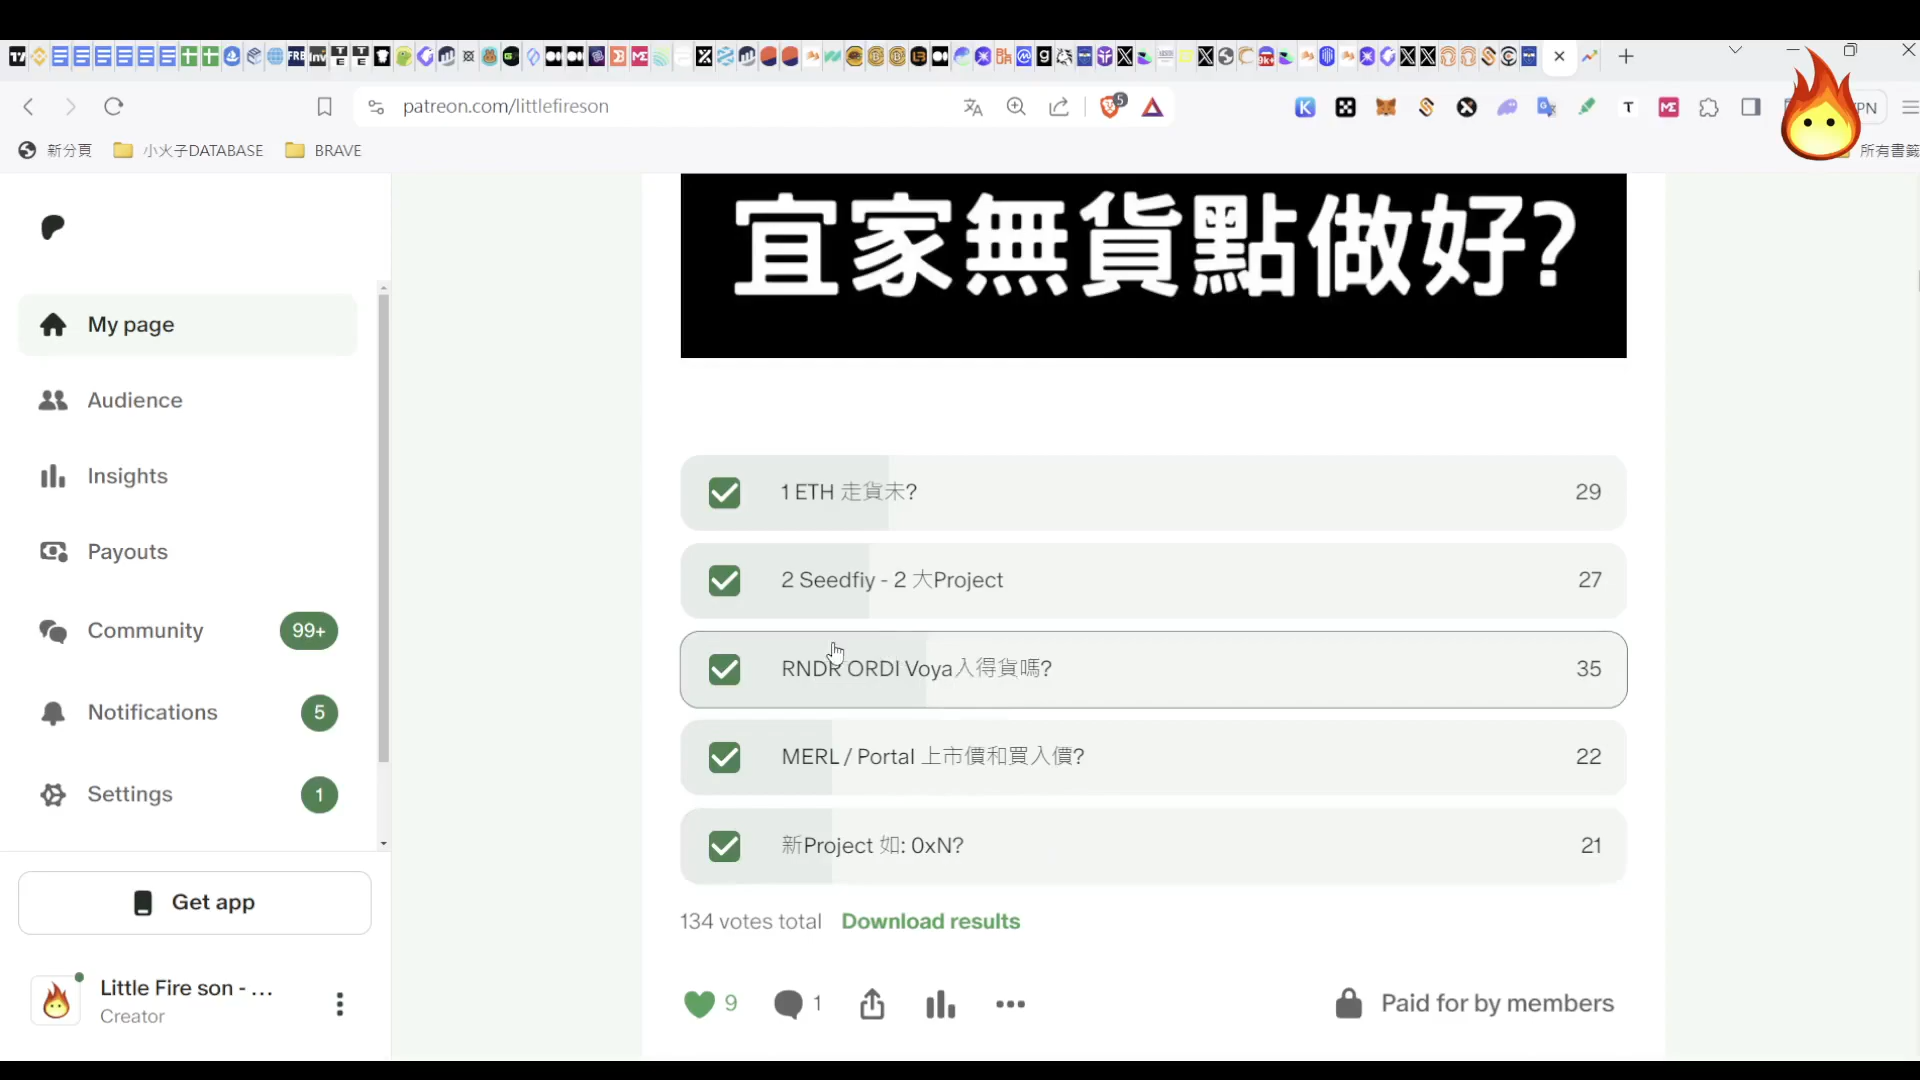 patreon.com/littlefireson
5
PN
新分頁
小火子DATABASE
BRAVE
所有書籤
宜家無貨點做好?
My page
Audience
Insights
Payouts
Community
99+
Notifications
5
Settings
1
Get app
Little Fire son - ...
Creator
1 ETH 走貨未?
29
2 Seedfiy - 2 大Project
27
RNDR ORDI Voya入得貨嗎?
35
MERL / Portal 上市價和買入價?
22
新Project 如: 0xN?
21
134 votes total
Download results
9
1
Paid for by members